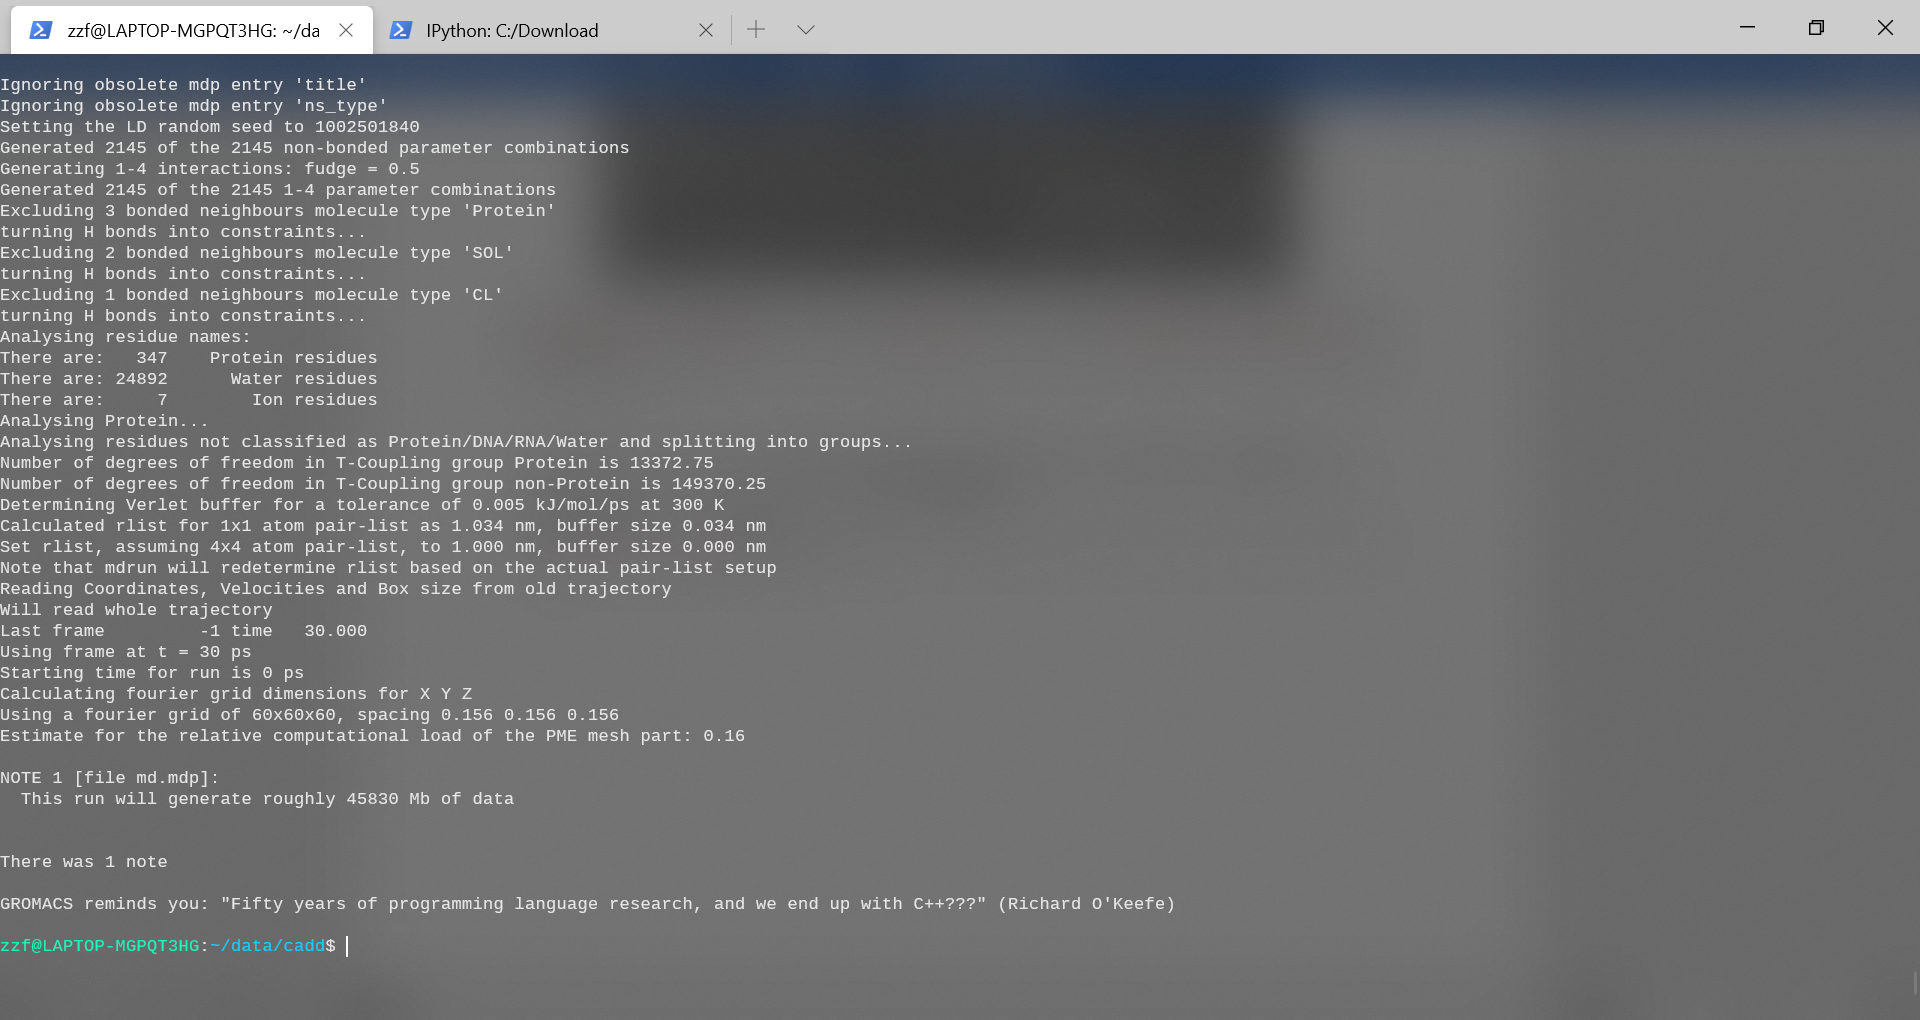 zzf@LAPTOP-MGPQT3HG: ~/da
IPython: C:/Download
Ignoring obsolete mdp entry 'title'
Ignoring obsolete mdp entry 'ns_type'
Setting the LD random seed to 1002501840
Generated 2145 of the 2145 non-bonded parameter combinations
Generating 1-4 interactions: fudge = 0.5
Generated 2145 of the 2145 1-4 parameter combinations
Excluding 3 bonded neighbours molecule type 'Protein'
turning H bonds into constraints...
Excluding 2 bonded neighbours molecule type 'SOL'
turning H bonds into constraints...
Excluding 1 bonded neighbours molecule type 'CL'
turning H bonds into constraints...
Analysing residue names:
There are:   347    Protein residues
There are: 24892      Water residues
There are:     7        Ion residues
Analysing Protein...
Analysing residues not classified as Protein/DNA/RNA/Water and splitting into groups...
Number of degrees of freedom in T-Coupling group Protein is 13372.75
Number of degrees of freedom in T-Coupling group non-Protein is 149370.25
Determining Verlet buffer for a tolerance of 0.005 kJ/mol/ps at 300 K
Calculated rlist for 1x1 atom pair-list as 1.034 nm, buffer size 0.034 nm
Set rlist, assuming 4x4 atom pair-list, to 1.000 nm, buffer size 0.000 nm
Note that mdrun will redetermine rlist based on the actual pair-list setup
Reading Coordinates, Velocities and Box size from old trajectory
Will read whole trajectory
Last frame         -1 time   30.000
Using frame at t = 30 ps
Starting time for run is 0 ps
Calculating fourier grid dimensions for X Y Z
Using a fourier grid of 60x60x60, spacing 0.156 0.156 0.156
Estimate for the relative computational load of the PME mesh part: 0.16
NOTE 1 [file md.mdp]:
  This run will generate roughly 45830 Mb of data
There was 1 note
GROMACS reminds you: "Fifty years of programming language research, and we end up with C++???" (Richard O'Keefe)
zzf@LAPTOP-MGPQT3HG:~/data/cadd$